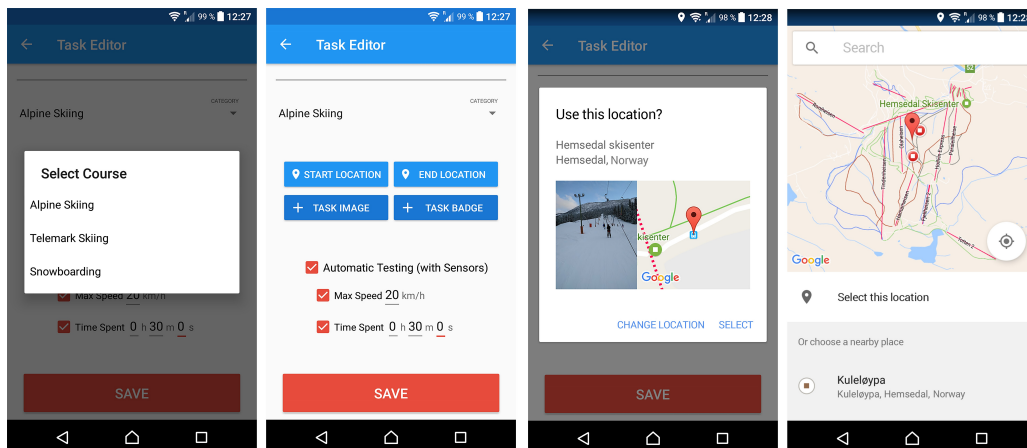 99 % 12:27
Task Editor
CATEGORY
Alpine Skiing
Select Course
Alpine Skiing
Telemark Skiing
Snowboarding
Max Speed 20 km/h
Time Spent 0 h 30 m 0 s
SAVE
99 % 12:27
Task Editor
CATEGORY
Alpine Skiing
START LOCATION END LOCATION
TASK IMAGE TASK BADGE
Automatic Testing (with Sensors)
Max Speed 20 km/h
Time Spent 0 h 30 m 0 s
SAVE
98 % 12:28
Task Editor
Use this location?
Hemsedal skisenter
Hemsedal, Norway
kisenter
Google
CHANGE LOCATION SELECT
SAVE
98 % 12:28
Search
52
Hemsedal Skisenter
Google
Select this location
Or choose a nearby place
Kuleløypa
Kuleløypa, Hemsedal, Norway